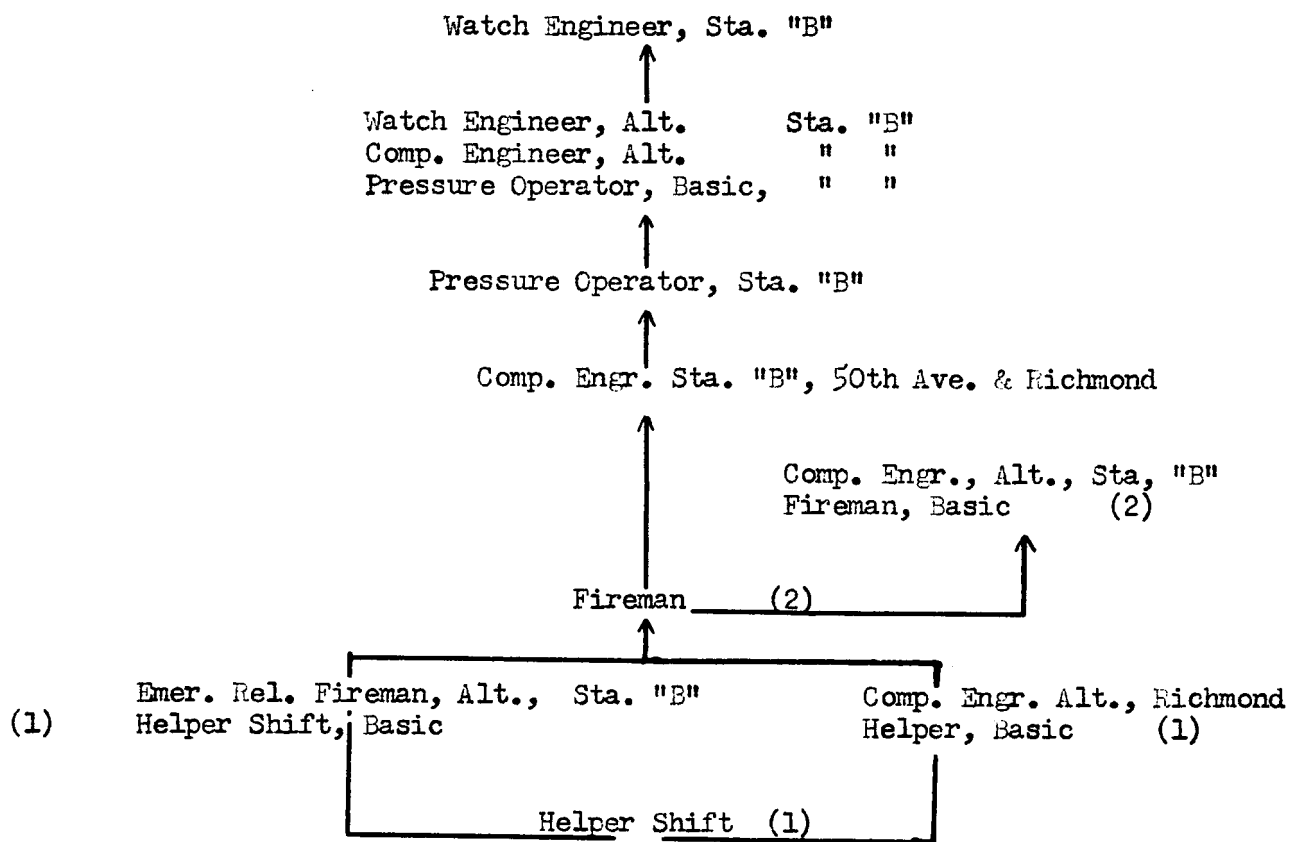 Watch Engineer, Sta. "B"
Watch Engineer, Alt. Sta. "B"
Comp. Engineer, Alt. " "
Pressure Operator, Basic, " "
Pressure Operator, Sta. "B"
Comp. Engr. Sta. "B", 50th Ave. & Richmond
Comp. Engr., Alt., Sta, "B"
Fireman, Basic (2)
Fireman (2)
Emer. Rel. Fireman, Alt., Sta. "B"
(1) Helper Shift, Basic
Comp. Engr. Alt., Richmond
Helper, Basic (1)
Helper Shift (1)